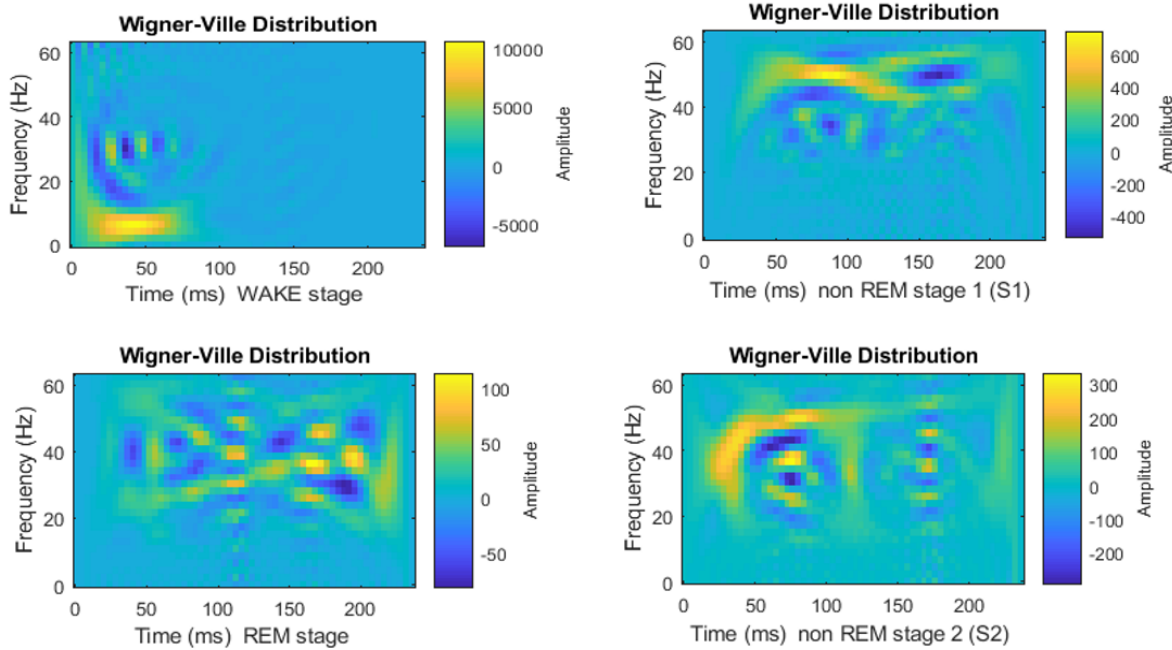 Wigner-Ville Distribution
60
40
20
0
Frequency (Hz)
0 50 100 150 200
Time (ms) WAKE stage
10000
5000
0
-5000
Amplitude
Wigner-Ville Distribution
60
40
20
0
Frequency (Hz)
0 50 100 150 200
Time (ms) non REM stage 1 (S1)
600
400
200
0
-200
-400
Amplitude
Wigner-Ville Distribution
60
40
20
0
Frequency (Hz)
0 50 100 150 200
Time (ms) REM stage
100
50
0
-50
Amplitude
Wigner-Ville Distribution
60
40
20
0
Frequency (Hz)
0 50 100 150 200
Time (ms) non REM stage 2 (S2)
300
200
100
0
-100
-200
Amplitude